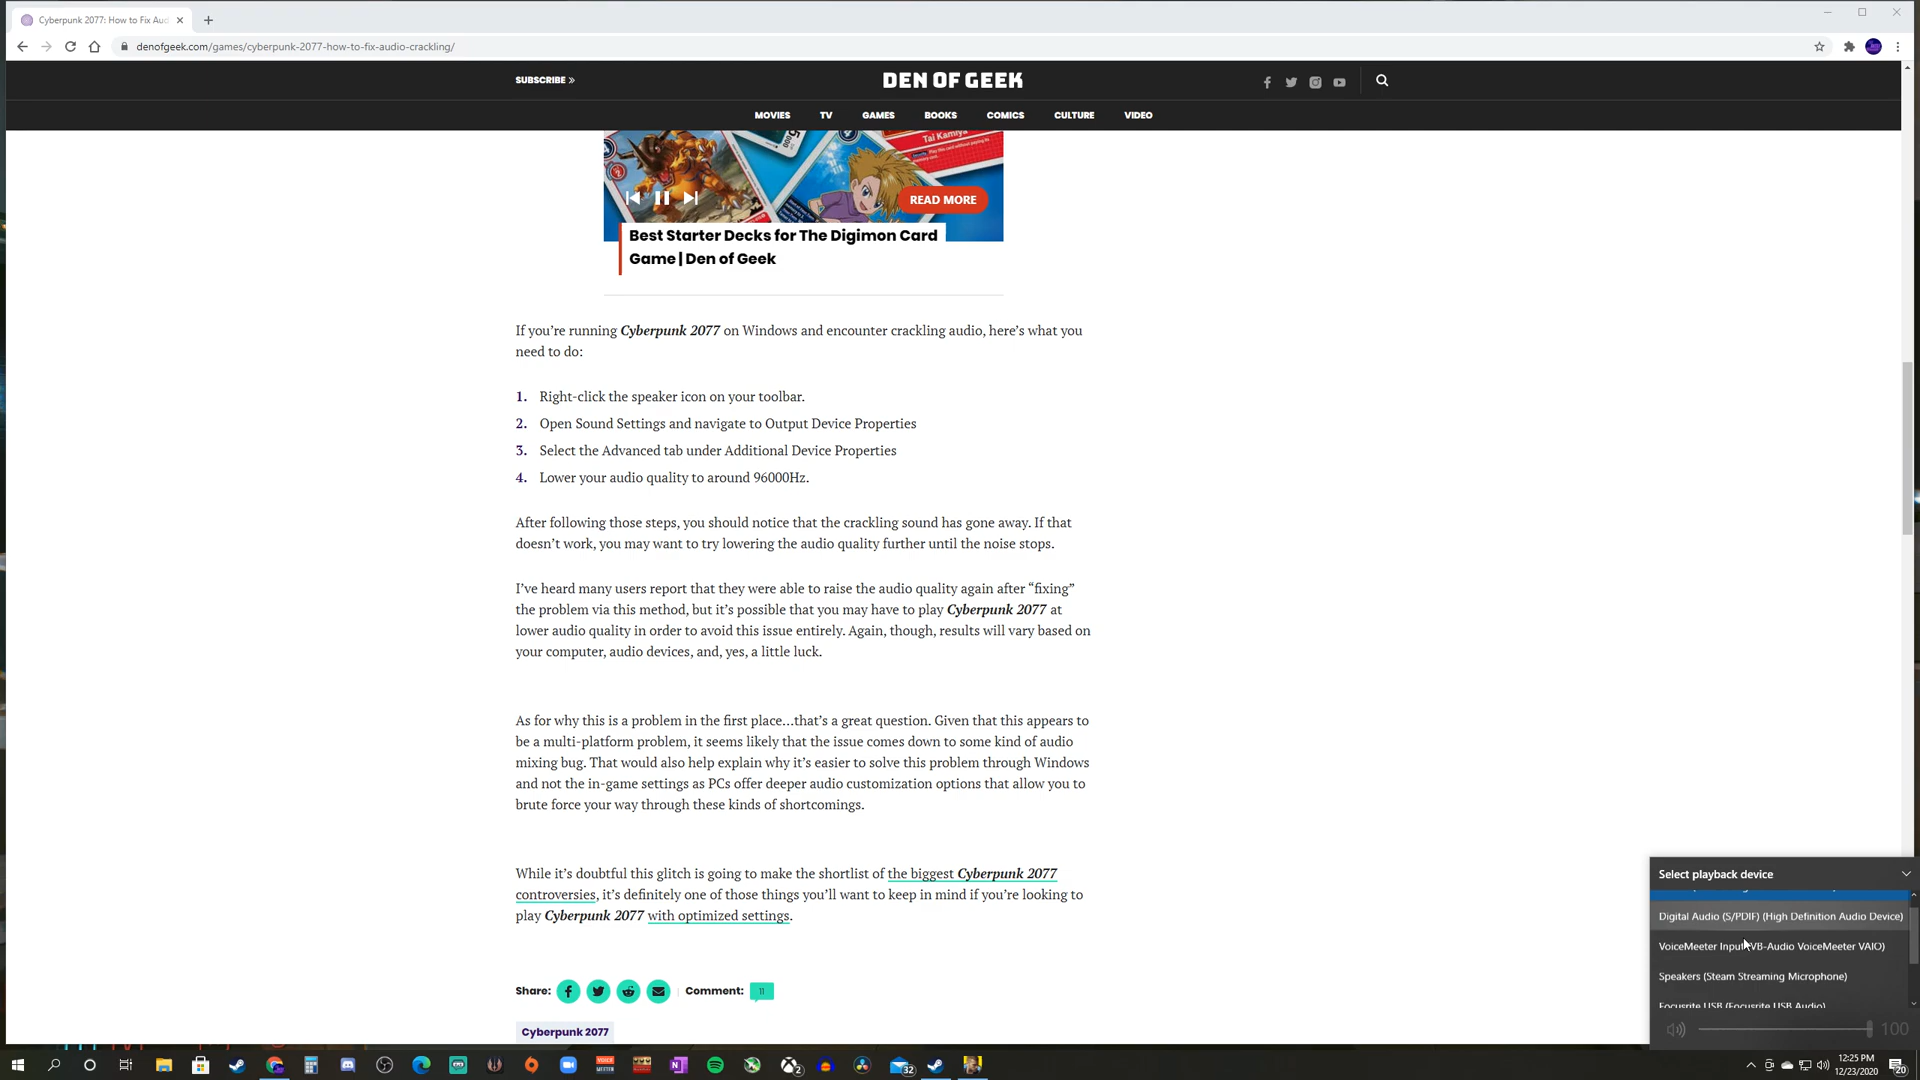 Cyberpunk 2077: How to Fix Aud
denofgeek.com/games/cyberpunk-2077-how-to-fix-audio-crackling/
SUBSCRIBE »
DEN OF GEEK
MOVIES TV GAMES BOOKS COMICS CULTURE VIDEO
Tai Kamiya
READ MORE
Best Starter Decks for The Digimon Card
Game | Den of Geek
If you’re running Cyberpunk 2077 on Windows and encounter crackling audio, here’s what you
need to do:
1. Right-click the speaker icon on your toolbar.
2. Open Sound Settings and navigate to Output Device Properties
3. Select the Advanced tab under Additional Device Properties
4. Lower your audio quality to around 96000Hz.
After following those steps, you should notice that the crackling sound has gone away. If that
doesn’t work, you may want to try lowering the audio quality further until the noise stops.
I’ve heard many users report that they were able to raise the audio quality again after “fixing”
the problem via this method, but it’s possible that you may have to play Cyberpunk 2077 at
lower audio quality in order to avoid this issue entirely. Again, though, results will vary based on
your computer, audio devices, and, yes, a little luck.
As for why this is a problem in the first place...that’s a great question. Given that this appears to
be a multi-platform problem, it seems likely that the issue comes down to some kind of audio
mixing bug. That would also help explain why it’s easier to solve this problem through Windows
and not the in-game settings as PCs offer deeper audio customization options that allow you to
brute force your way through these kinds of shortcomings.
While it’s doubtful this glitch is going to make the shortlist of the biggest Cyberpunk 2077
controversies, it’s definitely one of those things you’ll want to keep in mind if you’re looking to
play Cyberpunk 2077 with optimized settings.
Share: Comment: 11
Cyberpunk 2077
Select playback device
Digital Audio (S/PDIF) (High Definition Audio Device)
VoiceMeeter Input (VB-Audio VoiceMeeter VAIO)
Speakers (Steam Streaming Microphone)
Focusrite USB (Focusrite USB Audio)
100
2
32
12:25 PM
12/23/2020
20